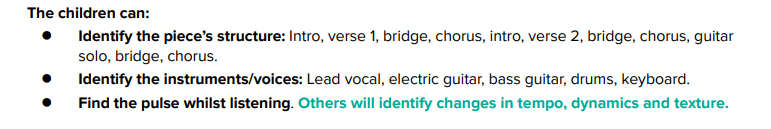 The children can:
● Identify the piece's structure: Intro, verse 1, bridge, chorus, intro, verse 2, bridge, chorus, guitar
solo, bridge, chorus.
● Identify the instruments/voices: Lead vocal, electric guitar, bass guitar, drums, keyboard.
● Find the pulse whilst listening. Others will identify changes in tempo, dynamics and texture.